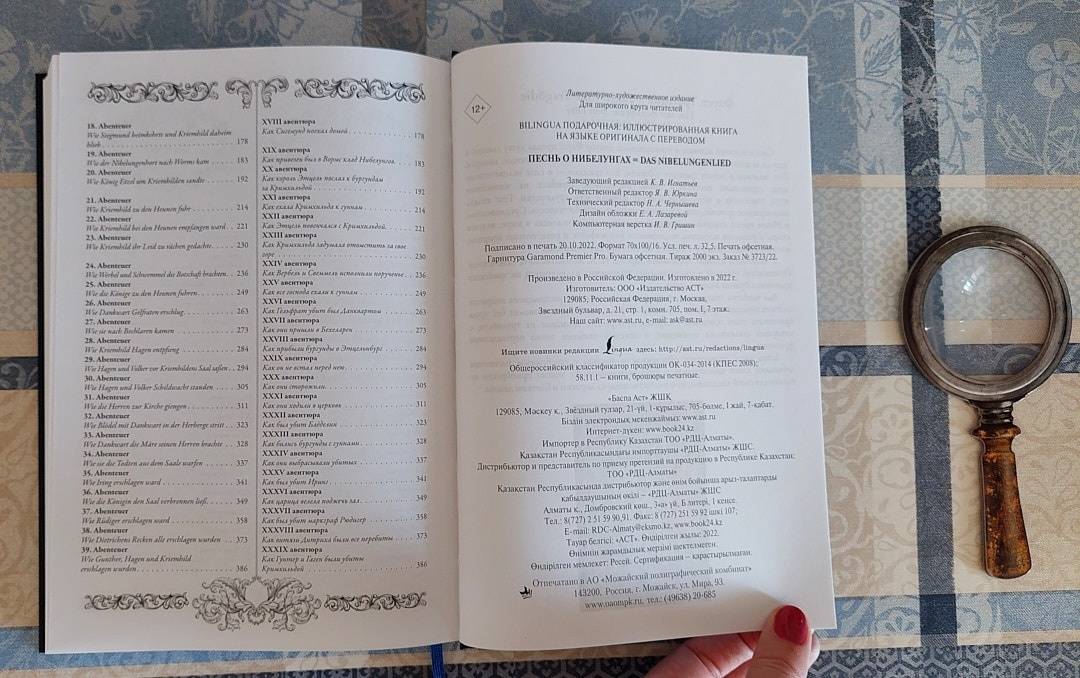 18. Abenteuer
Wie Siegmund heimkehrte und Kriemhild daheim
blieb . . . 178
19. Abenteuer
Wie der Nibelungenhort nach Worms kam . . . 183
20. Abenteuer
Wie König Etzel um Kriemhilden sandte . . . 192
21. Abenteuer
Wie Kriemhild zu den Heunen fuhr . . . 214
22. Abenteuer
Wie Kriemhild bei den Heunen empfangen ward . . . 221
23. Abenteuer
Wie Kriemhild ihr Leid zu rächen gedachte . . . 230
24. Abenteuer
Wie Werbel und Schwemmel die Botschaft brachten . . 236
25. Abenteuer
Wie die Könige zu den Heunen fuhren . . . 249
26. Abenteuer
Wie Dankwart Gelfraten erschlug . . . 263
27. Abenteuer
Wie sie nach Bechlaren kamen . . . 273
28. Abenteuer
Wie Kriemhild Hagen empfieng . . . 284
29. Abenteuer
Wie Hagen und Volker vor Kriemhildens Saal saßen . . 294
30. Abenteuer
Wie Hagen und Volker Schildwacht standen . . . 305
31. Abenteuer
Wie die Herren zur Kirche giengen . . . 311
32. Abenteuer
Wie Blödel mit Dankwart in der Herberge stritt . . . 323
33. Abenteuer
Wie Dankwart die Märe seinen Herren brachte . . . 328
34. Abenteuer
Wie sie die Todten aus dem Saale warfen . . . 337
35. Abenteuer
Wie Iring erschlagen ward . . . 341
36. Abenteuer
Wie die Königin den Saal verbrennen ließ . . . 349
37. Abenteuer
Wie Rüdiger erschlagen ward . . . 358
38. Abenteuer
Wie Dietrichens Recken alle erschlagen wurden . . . 373
39. Abenteuer
Wie Gunther, Hagen und Kriemhild
erschlagen wurden . . . 386
XVIII авентюра
Как Сигмунд поехал домой . . . 178
XIX авентюра
Как привезен был в Вормс клад Нибелунгов . . . 183
XX авентюра
Как король Этцель послал к бургундам
за Кримхильдой . . . 192
XXI авентюра
Как ехала Кримхильда к гуннам . . . 214
XXII авентюра
Как Этцель повенчался с Кримхильдой . . . 221
XXIII авентюра
Как Кримхильда задумала отомстить за свое
горе . . . 230
XXIV авентюра
Как Вербель и Свеммель исполнили порученье . . . 236
XXV авентюра
Как все господа ехали к гуннам . . . 249
XXVI авентюра
Как Гельфрат убит был Данквартом . . . 263
XXVII авентюра
Как они пришли в Бехеларен . . . 273
XXVIII авентюра
Как прибыли бургунды в Этцельнбург . . . 284
XXIX авентюра
Как он не встал перед нею . . . 294
XXX авентюра
Как они сторожили . . . 305
XXXI авентюра
Как они ходили в церковь . . . 311
XXXII авентюра
Как был убит Блёделин . . . 323
XXXIII авентюра
Как бились бургунды с гуннами . . . 328
XXXIV авентюра
Как они выбрасывали убитых . . . 337
XXXV авентюра
Как был убит Иринг . . . 341
XXXVI авентюра
Как царица велела поджечь зал . . . 349
XXXVII авентюра
Как был убит маркграф Рюдигер . . . 358
XXXVIII авентюра
Как витязи Дитриха были все перебиты . . . 373
XXXIX авентюра
Как Гунтер и Гаген были убиты
Кримхильдой . . . 386
12+
Литературно-художественное издание
Для широкого круга читателей
BILINGUA ПОДАРОЧНАЯ: ИЛЛЮСТРИРОВАННАЯ КНИГА
НА ЯЗЫКЕ ОРИГИНАЛА С ПЕРЕВОДОМ
ПЕСНЬ О НИБЕЛУНГАХ = DAS NIBELUNGENLIED
Заведующий редакцией К. В. Игнатьев
Ответственный редактор Я. В. Юркина
Технический редактор Н. А. Чернышева
Дизайн обложки Е. А. Лазаревой
Компьютерная верстка И. В. Гришин
Подписано в печать 20.10.2022. Формат 70х100/16. Усл. печ. л. 32,5. Печать офсетная.
Гарнитура Garamond Premier Pro. Бумага офсетная. Тираж 2000 экз. Заказ № 3723/22.
Произведено в Российской Федерации. Изготовлено в 2022 г.
Изготовитель: ООО «Издательство АСТ»
129085, Российская Федерация, г. Москва,
Звездный бульвар, д. 21, стр. 1, комн. 705, пом. I, 7 этаж.
Наш сайт: www.ast.ru, e-mail: ask@ast.ru
Ищите новинки редакции Lingua здесь: http://ast.ru/redactions/lingua
Общероссийский классификатор продукции ОК-034-2014 (КПЕС 2008);
58.11.1 – книги, брошюры печатные.
«Баспа Аст» ЖШҚ
129085, Мәскеу қ., Звёздный гүлзар, 21-үй, 1-құрылыс, 705-бөлме, I жай, 7-қабат.
Біздің электрондық мекенжаймыз: www.ast.ru
Интернет-дүкен: www.book24.kz
Импортер в Республику Казахстан ТОО «РДЦ-Алматы».
Қазақстан Республикасындағы импорттаушы «РДЦ-Алматы» ЖШС.
Дистрибьютор и представитель по приему претензий на продукцию в Республике Казахстан:
ТОО «РДЦ-Алматы»
Қазақстан Республикасында дистрибьютор және өнім бойынша арыз-талаптарды
қабылдаушының өкілі – «РДЦ-Алматы» ЖШС
Алматы қ., Домбровский көш., 3«а» үй, Б литері, 1 кеңсе.
Тел.: 8(727) 2 51 59 90,91. Факс: 8 (727) 251 59 92 ішкі 107;
E-mail: RDC-Almaty@eksmo.kz, www.book24.kz
Тауар белгісі: «АСТ». Өндірілген жылы: 2022.
Өнімнің жарамдылық мерзімі шектелмеген.
Өндірілген мемлекет: Ресей. Сертификация – қарастырылмаған.
Отпечатано в АО «Можайский полиграфический комбинат»
143200, Россия, г. Можайск, ул. Мира, 93.
www.oaompk.ru, тел.: (49638) 20-685